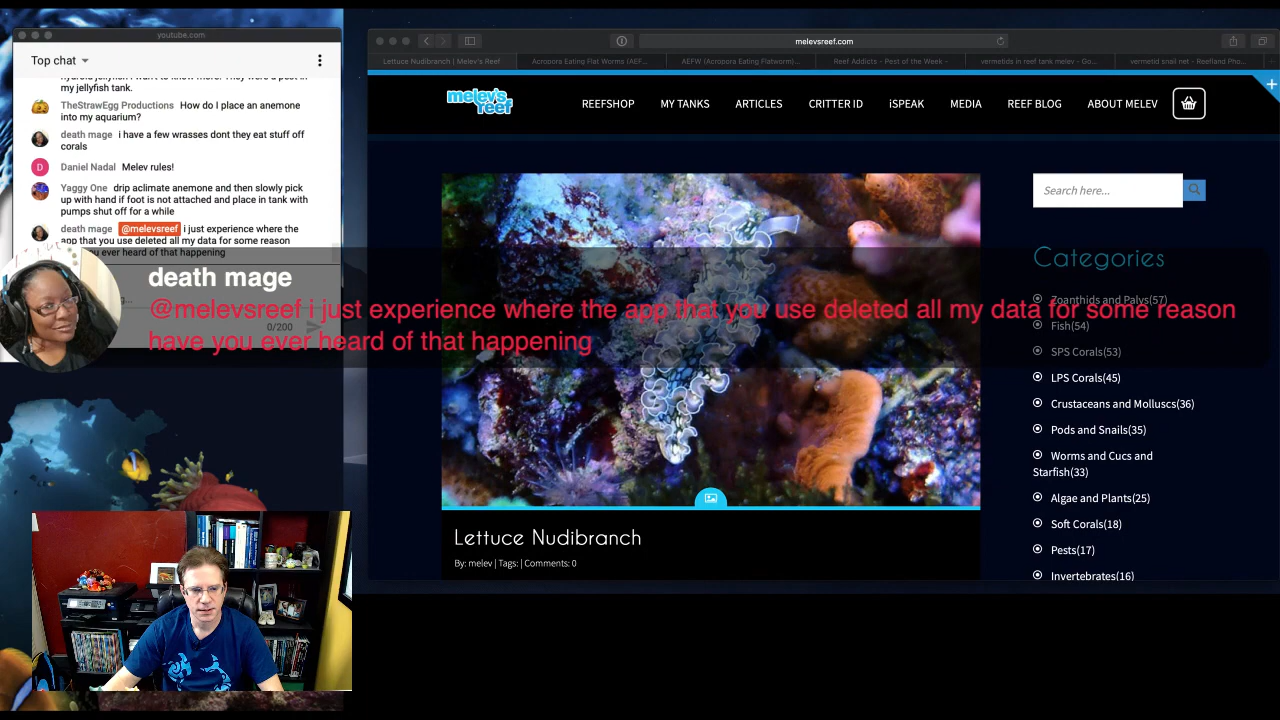 youtube.com
Top chat
my jellyfish tank.
TheStrawEgg Productions How do I place an anemone
into my aquarium?
death mage i have a few wrasses dont they eat stuff off
corals
D
Daniel Nadal Melev rules!
Yaggy One drip aclimate anemone and then slowly pick
up with hand if foot is not attached and place in tank with
pumps shut off for a while
death mage @melevsreef i just experience where the
app that you use deleted all my data for some reason
you ever heard of that happening
0/200
death mage
@melevsreef i just experience where the app that you use deleted all my data for some reason
have you ever heard of that happening
melevsreef.com
Lettuce Nudibranch | Melev's Reef
Acropora Eating Flat Worms (AEF...
AEFW (Acropora Eating Flatworm)...
Reef Addicts - Pest of the Week -
vermetids in reef tank melev - Go...
vermetid snail net - Reefland Pho...
melev's
reef
REEFSHOP
MY TANKS
ARTICLES
CRITTER ID
iSPEAK
MEDIA
REEF BLOG
ABOUT MELEV
Search here...
Categories
Zoanthids and Palys(57)
Fish(54)
SPS Corals(53)
LPS Corals(45)
Crustaceans and Molluscs(36)
Pods and Snails(35)
Worms and Cucs and
Starfish(33)
Algae and Plants(25)
Soft Corals(18)
Pests(17)
Invertebrates(16)
Lettuce Nudibranch
By: melev | Tags: | Comments: 0